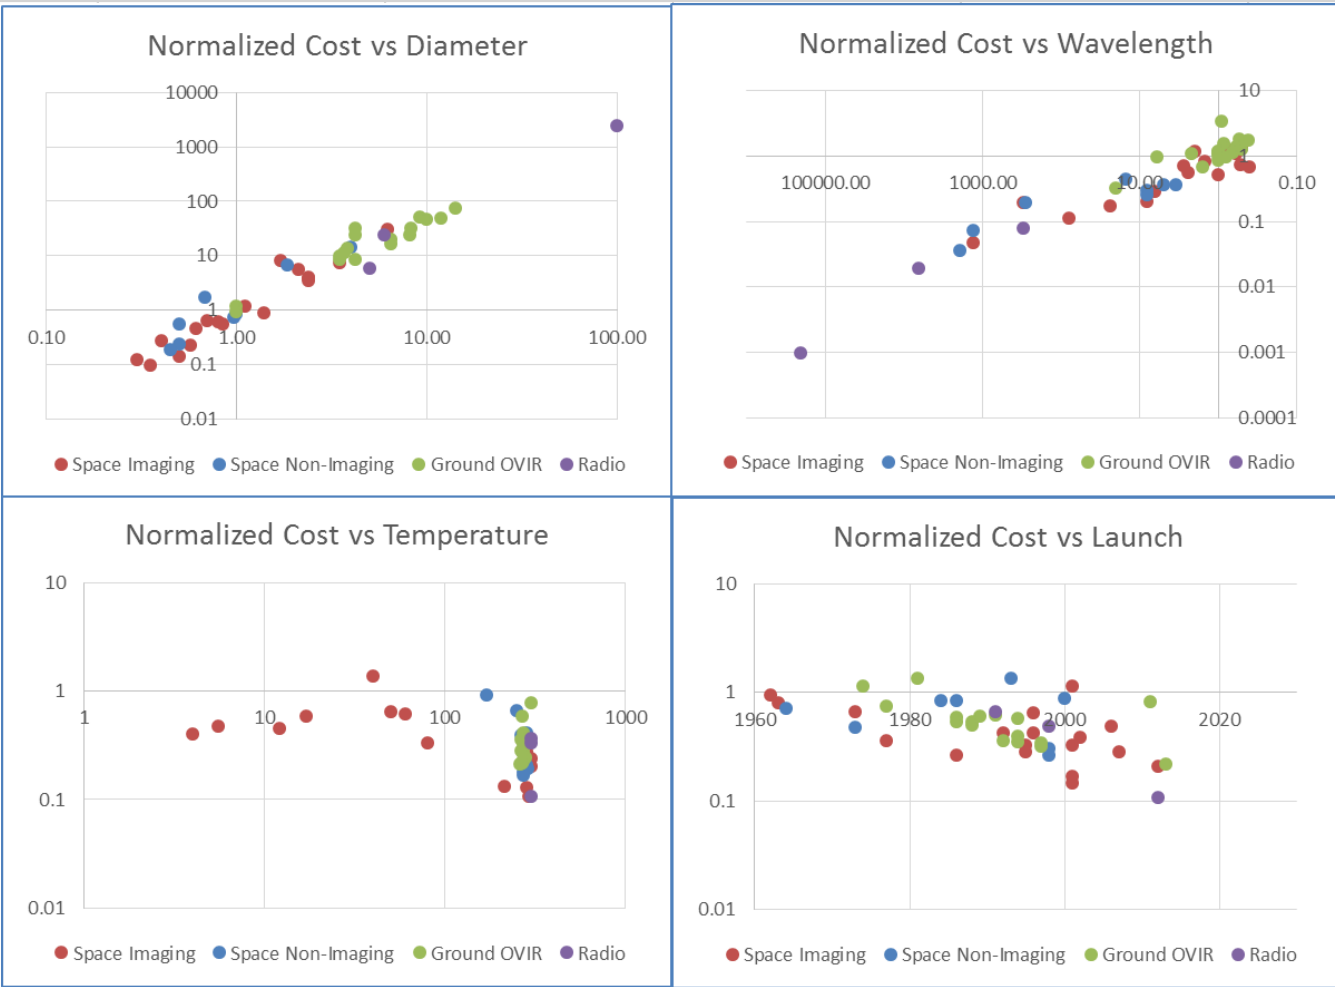 Normalized Cost vs Diameter
10000
1000
100
10
1
0.10 1.00 10.00 100.00
0.1
0.01
Space Imaging Space Non-Imaging Ground OVIR Radio
Normalized Cost vs Wavelength
10
1
100000.00 1000.00 10.00 0.10
0.1
0.01
0.001
0.0001
Space Imaging Space Non-Imaging Ground OVIR Radio
Normalized Cost vs Temperature
10
1
1 10 100 1000
0.1
0.01
Space Imaging Space Non-Imaging Ground OVIR Radio
Normalized Cost vs Launch
10
1
1960 1980 2000 2020
0.1
0.01
Space Imaging Space Non-Imaging Ground OVIR Radio